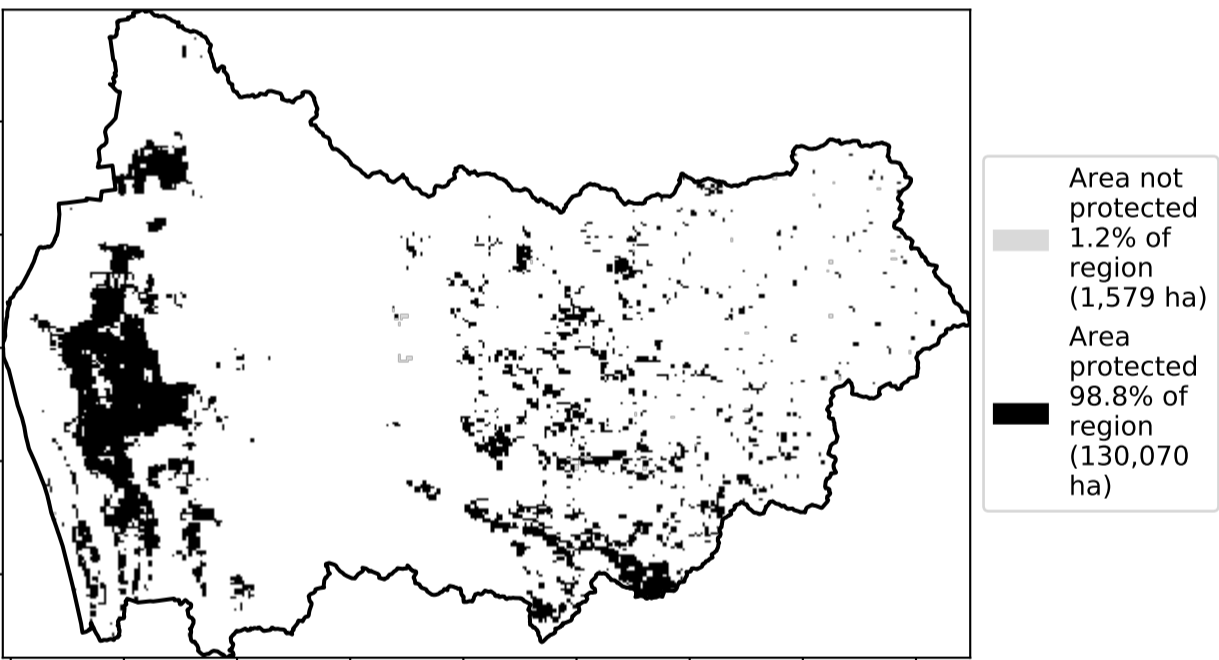 Area not
protected
1.2% of
region
(1,579 ha)
Area
protected
98.8% of
region
(130,070
ha)